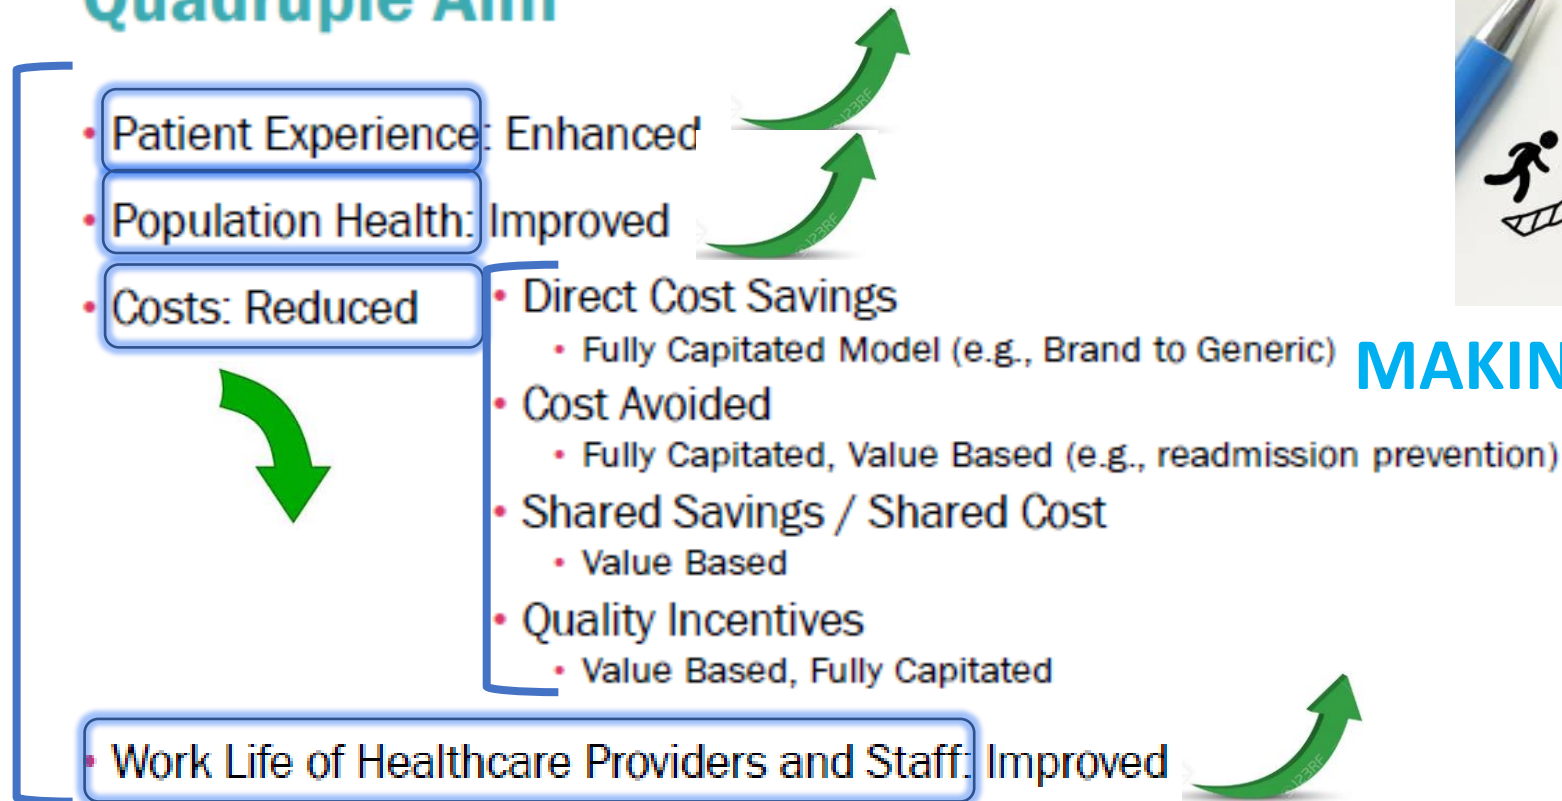 Quadruple Aim
• Patient Experience: Enhanced
• Population Health: Improved
• Costs: Reduced
• Direct Cost Savings
• Fully Capitated Model (e.g., Brand to Generic)
MAKIN
• Cost Avoided
• Fully Capitated, Value Based (e.g., readmission prevention)
• Shared Savings / Shared Cost
• Value Based
• Quality Incentives
• Value Based, Fully Capitated
• Work Life of Healthcare Providers and Staff: Improved